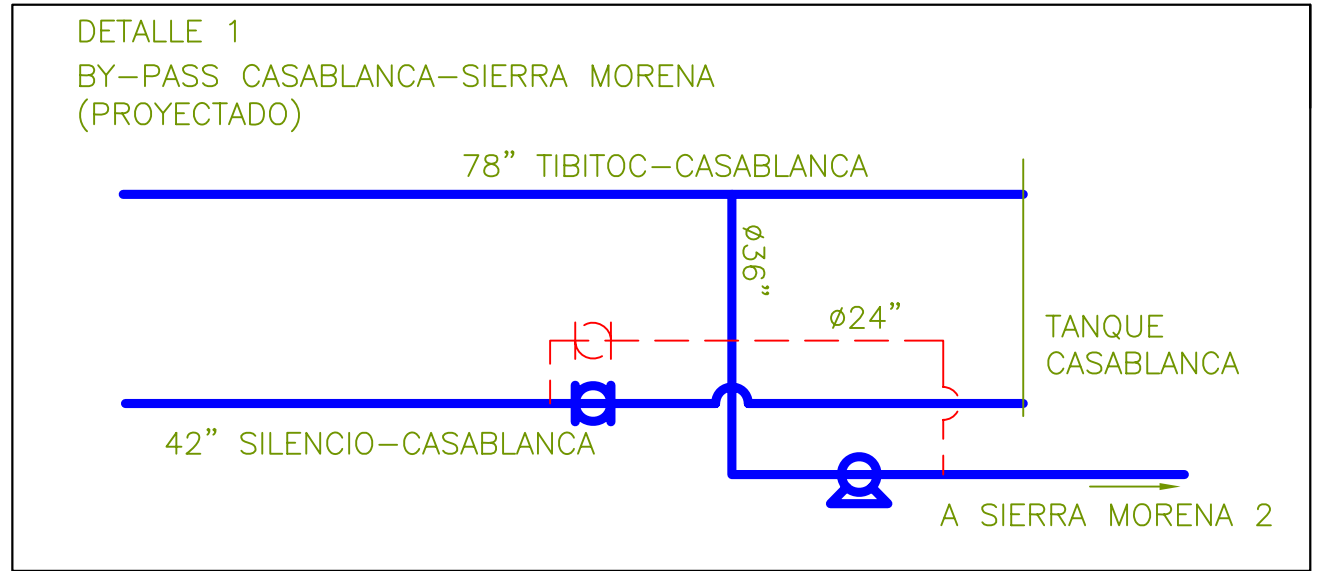 DETALLE 1
BY-PASS CASABLANCA-SIERRA MORENA
(PROYECTADO)
78" TIBITOC-CASABLANCA
ø36"
ø24"
TANQUE
CASABLANCA
42" SILENCIO-CASABLANCA
A SIERRA MORENA 2